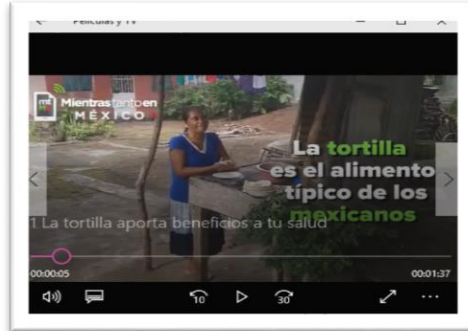 Películas y TV
mt
Mientras tanto en
MÉXICO
La tortilla
es el alimento
típico de los
mexicanos
1 La tortilla aporta beneficios a tu salud
00:00:05
00:01:37
10
30